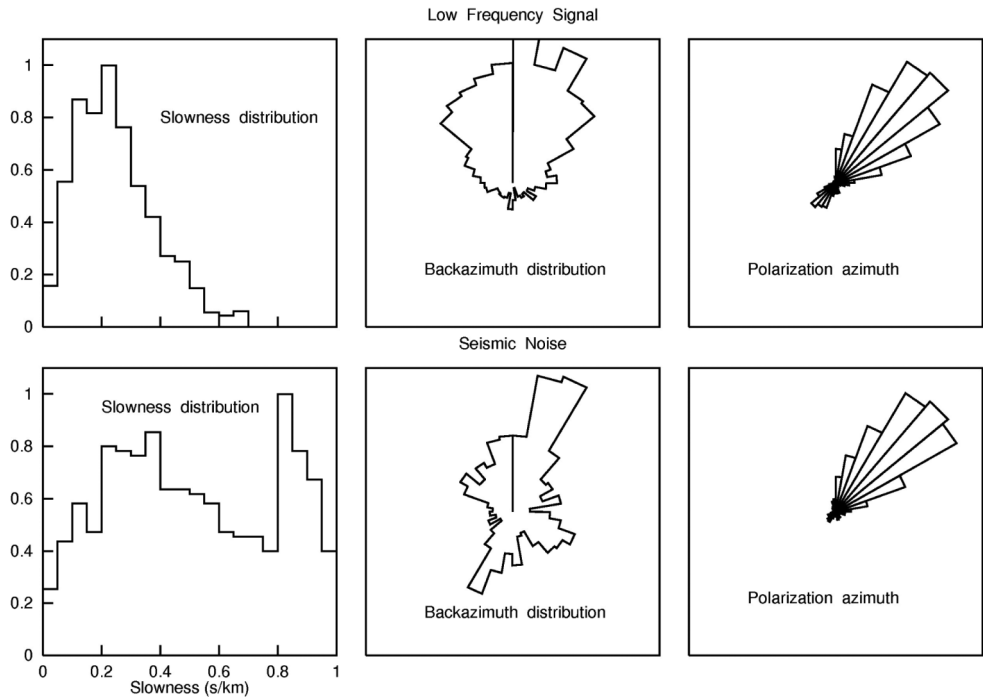 Low Frequency Signal
1
0.8
0.6
0.4
0.2
0
Slowness distribution
Backazimuth distribution
Polarization azimuth
Seismic Noise
1
0.8
0.6
0.4
0.2
0
Slowness distribution
Backazimuth distribution
Polarization azimuth
0 0.2 0.4 0.6 0.8 1
Slowness (s/km)